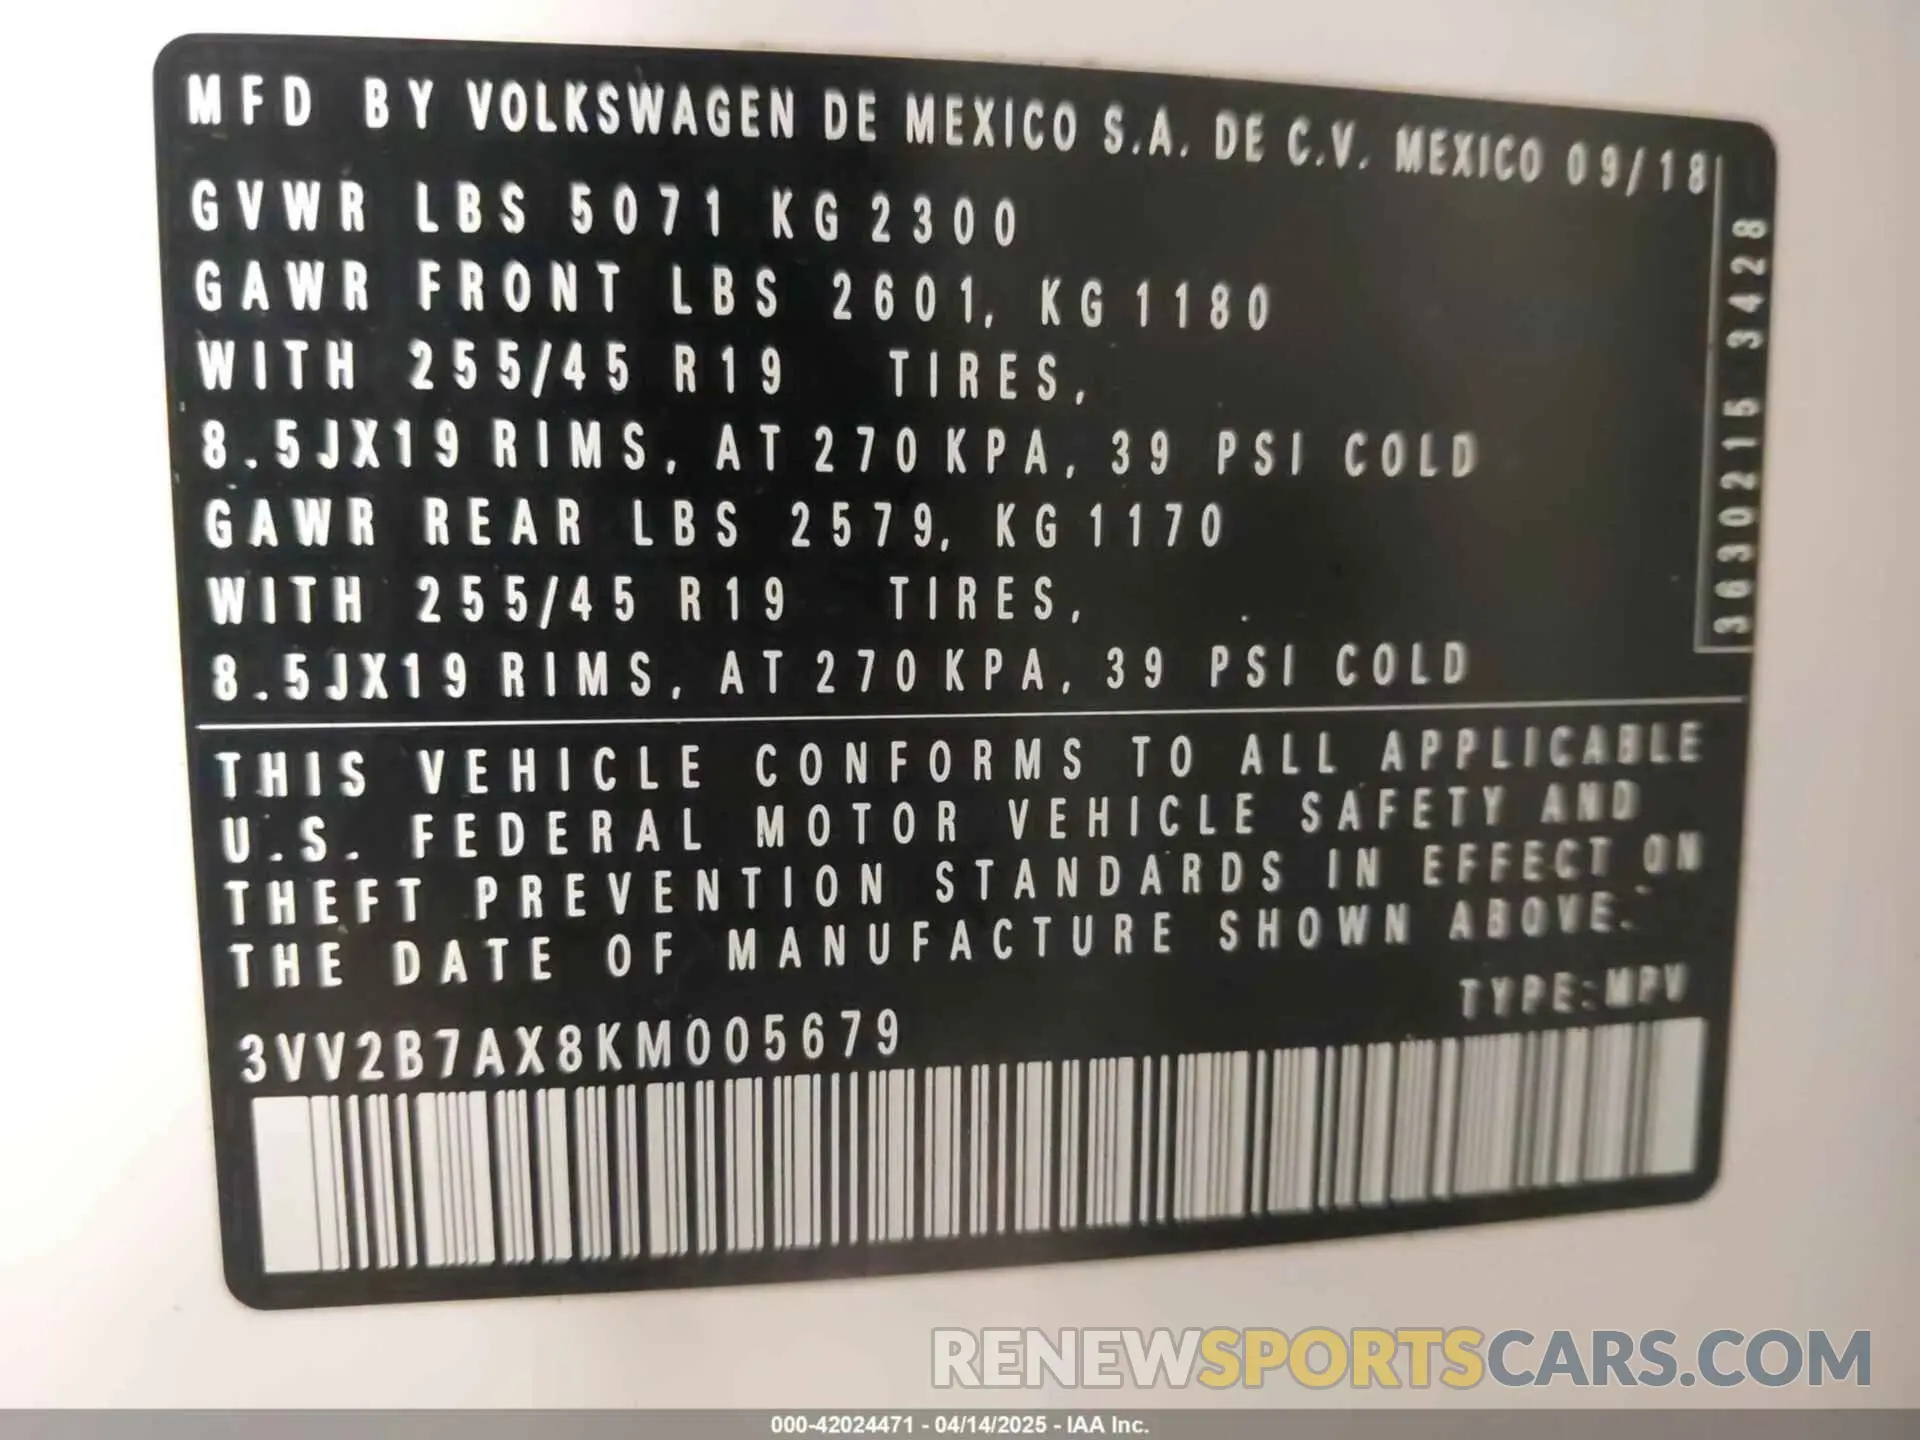 MFD BY VOLKSWAGEN DE MEXICO S.A. DE C.V. MEXICO 09/18
GVWR LBS 5071 KG 2300
GAWR FRONT LBS 2601, KG 1180
WITH 255/45 R19 TIRES,
8.5JX19 RIMS, AT 270 KPA, 39 PSI COLD
GAWR REAR LBS 2579, KG 1170
WITH 255/45 R19 TIRES,
8.5JX19 RIMS, AT 270 KPA, 39 PSI COLD
3630215 3428
THIS VEHICLE CONFORMS TO ALL APPLICABLE
U.S. FEDERAL MOTOR VEHICLE SAFETY AND
THEFT PREVENTION STANDARDS IN EFFECT ON
THE DATE OF MANUFACTURE SHOWN ABOVE.
TYPE:MPV
3VV2B7AX8KM005679
RENEWSPORTSCARS.COM
000-42024471 - 04/14/2025 - IAA Inc.